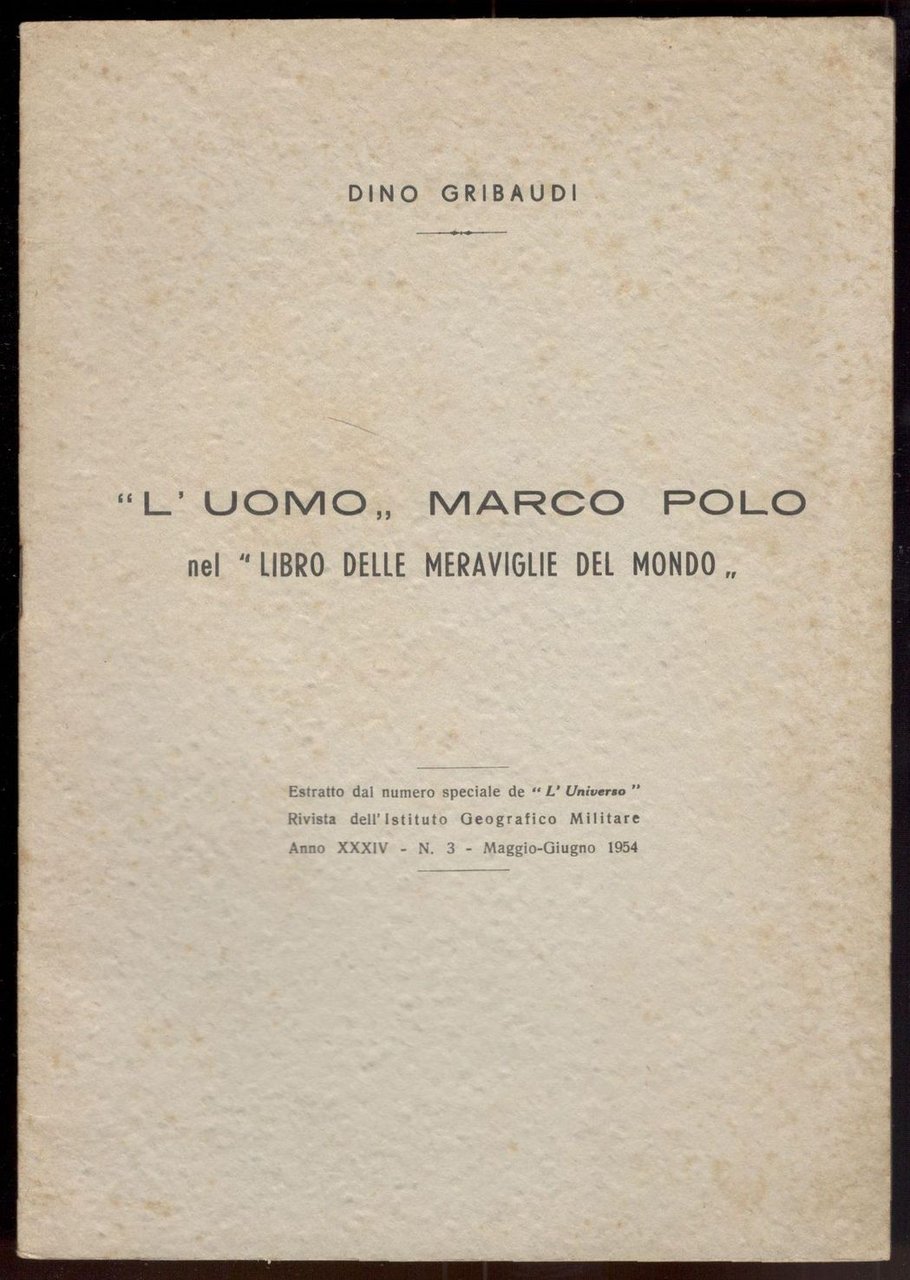 DINO GRIBAUDI
“L' UOMO„ MARCO POLO
nel “ LIBRO DELLE MERAVIGLIE DEL MONDO „
Estratto dal numero speciale de “ L' Universo ”
Rivista dell'Istituto Geografico Militare
Anno XXXIV - N. 3 - Maggio-Giugno 1954